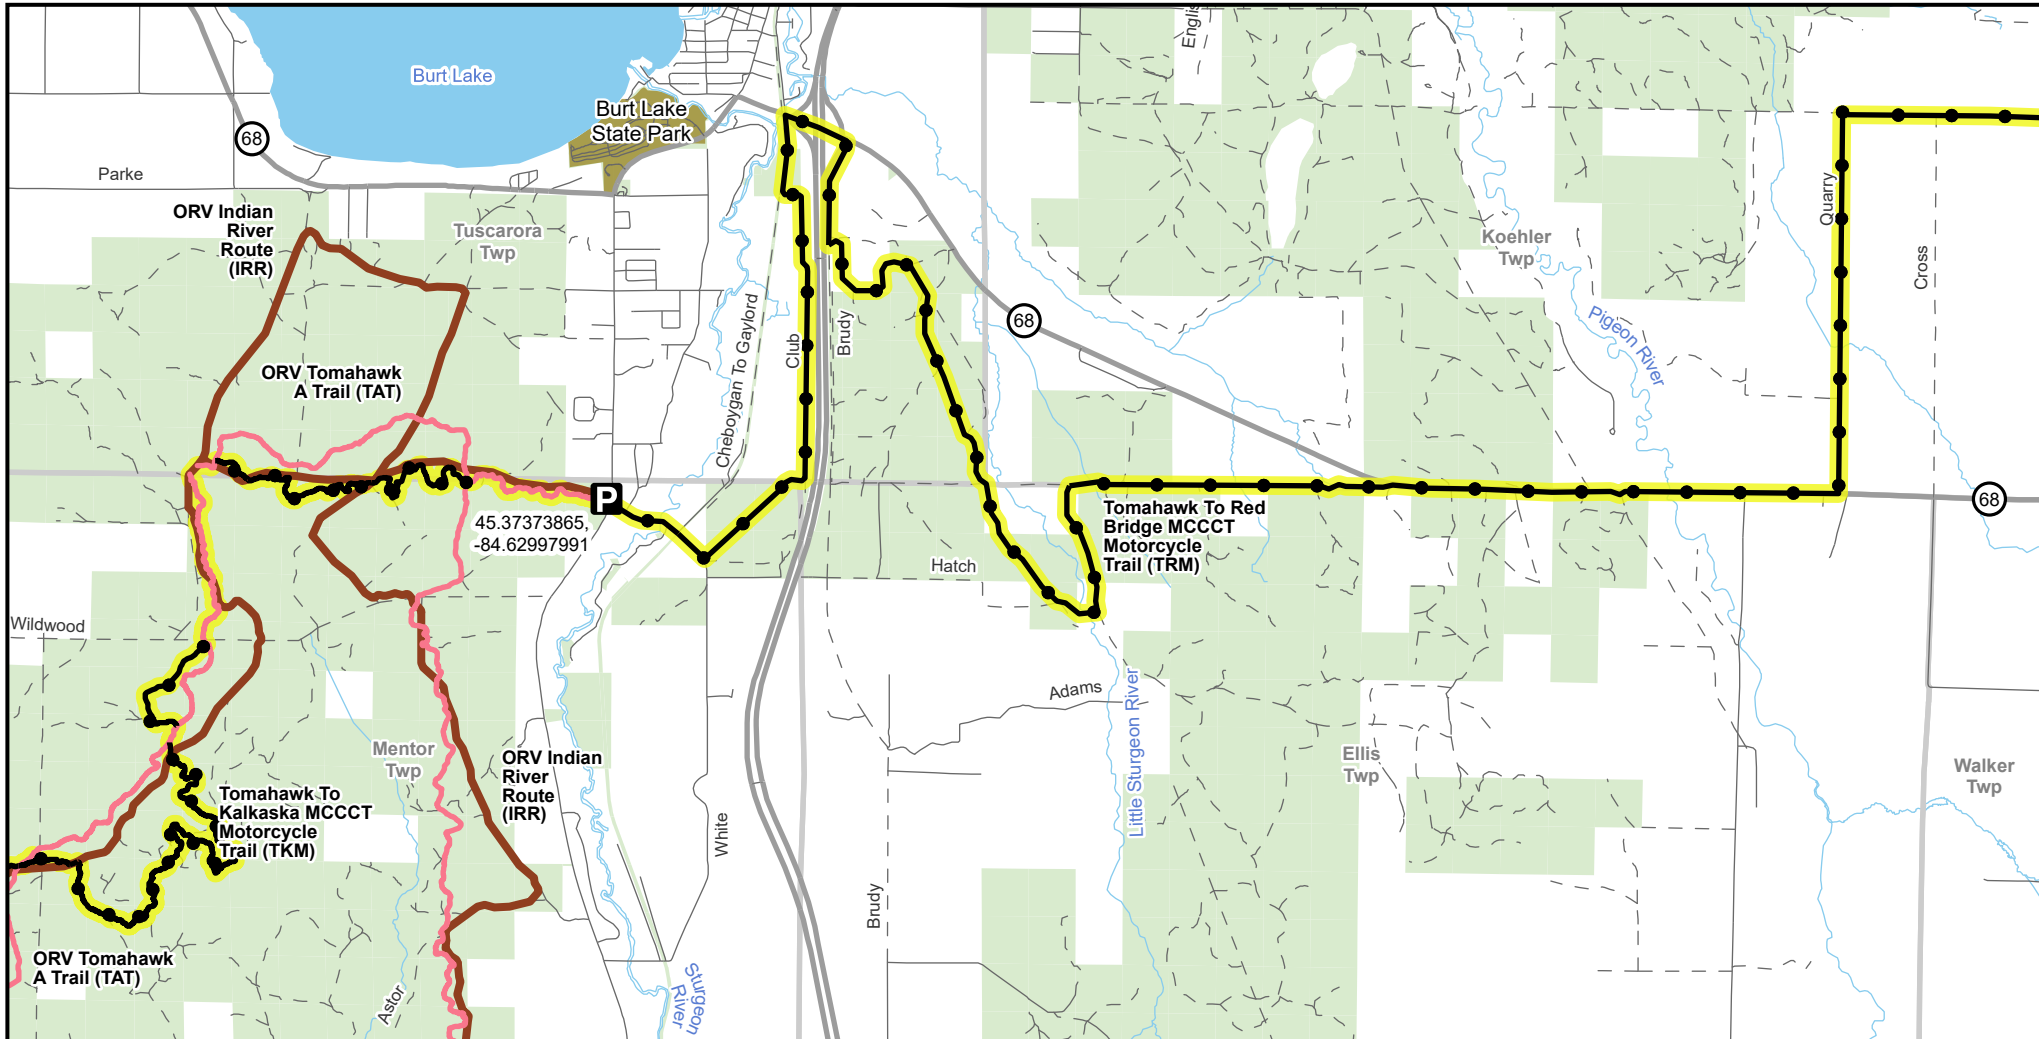 Burt Lake
Burt Lake
State Park
68
Parke
ORV Indian
River
Route
(IRR)
Tuscarora
Twp
Englis
Koehler
Twp
Quarry
Cross
Pigeon River
68
Club
Brudy
Cheboygan To Gaylord
ORV Tomahawk
A Trail (TAT)
P
45.37373865,
-84.62997991
68
Tomahawk To Red
Bridge MCCCT
Motorcycle
Trail (TRM)
Hatch
Wildwood
Adams
Little Sturgeon River
Mentor
Twp
ORV Indian
River
Route
(IRR)
Ellis
Twp
Walker
Twp
Tomahawk To
Kalkaska MCCCT
Motorcycle
Trail (TKM)
White
Brudy
ORV Tomahawk
A Trail (TAT)
Astor
Sturgeon
River